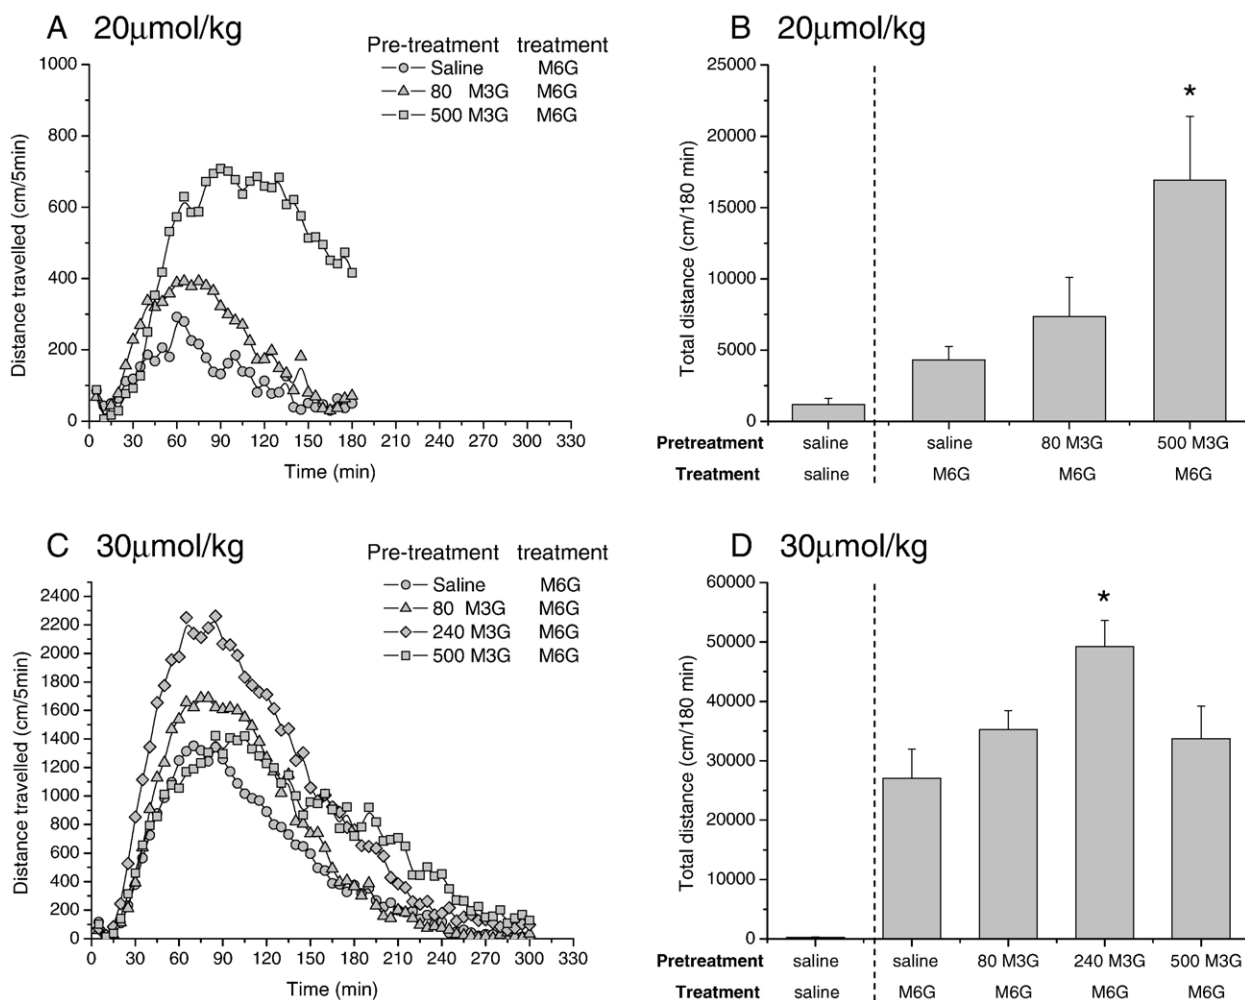 A 20μmol/kg
Pre-treatment treatment
Saline M6G
80 M3G M6G
500 M3G M6G
Distance travelled (cm/5min)
1000
800
600
400
200
0
0 30 60 90 120 150 180 210 240 270 300 330
Time (min)
B 20μmol/kg
Total distance (cm/180 min)
25000
20000
15000
10000
5000
0
*
Pretreatment saline saline 80 M3G 500 M3G
Treatment saline M6G M6G M6G
C 30μmol/kg
Pre-treatment treatment
Saline M6G
80 M3G M6G
240 M3G M6G
500 M3G M6G
Distance travelled (cm/5min)
2400
2200
2000
1800
1600
1400
1200
1000
800
600
400
200
0
0 30 60 90 120 150 180 210 240 270 300 330
Time (min)
D 30μmol/kg
Total distance (cm/180 min)
60000
50000
40000
30000
20000
10000
0
*
Pretreatment saline saline 80 M3G 240 M3G 500 M3G
Treatment saline M6G M6G M6G M6G